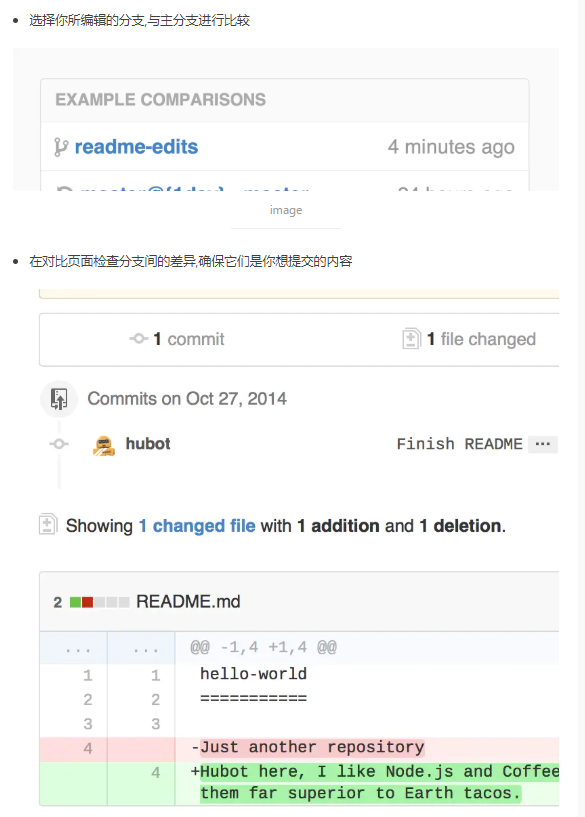 选择你所编辑的分支,与主分支进行比较
EXAMPLE COMPARISONS
readme-edits 4 minutes ago
image
在对比页面检查分支间的差异,确保它们是你想提交的内容
1 commit 1 file changed
Commits on Oct 27, 2014
hubot Finish README ...
Showing 1 changed file with 1 addition and 1 deletion.
2 README.md
... ... @@ -1,4 +1,4 @@
1 1 hello-world
2 2 ===========
3 3
4 -Just another repository
4 +Hubot here, I like Node.js and Coffee
them far superior to Earth tacos.